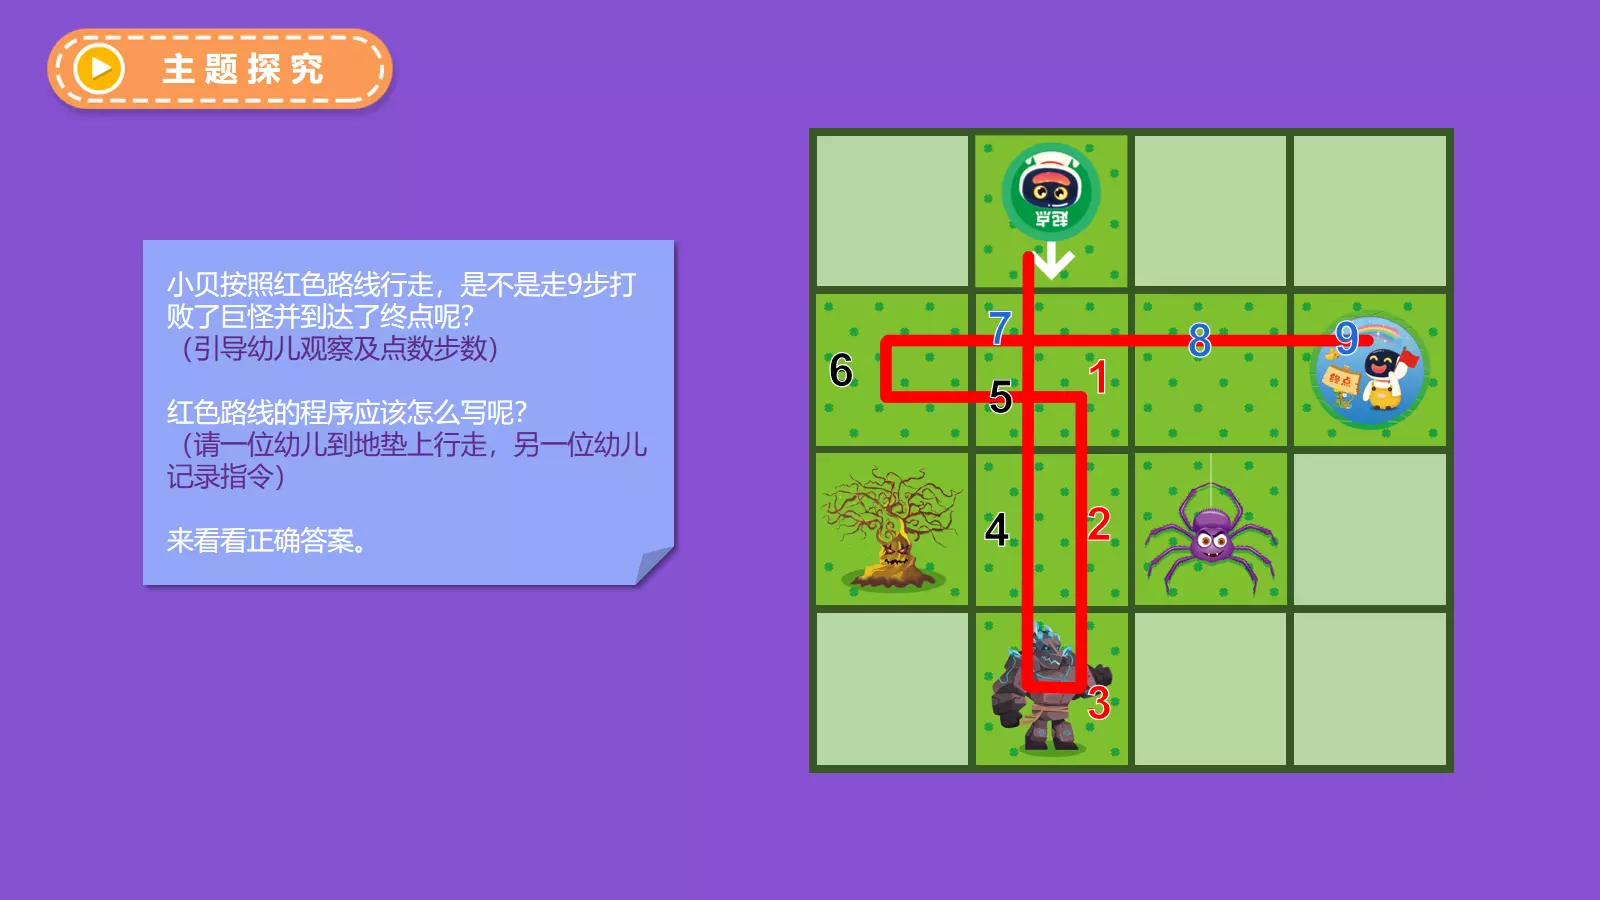 主题探究
起点
小贝按照红色路线行走，是不是走9步打
败了巨怪并到达了终点呢？
（引导幼儿观察及点数步数）
红色路线的程序应该怎么写呢？
（请一位幼儿到地垫上行走，另一位幼儿
记录指令）
来看看正确答案。
7
8
9
6
1
5
终点
4
2
3